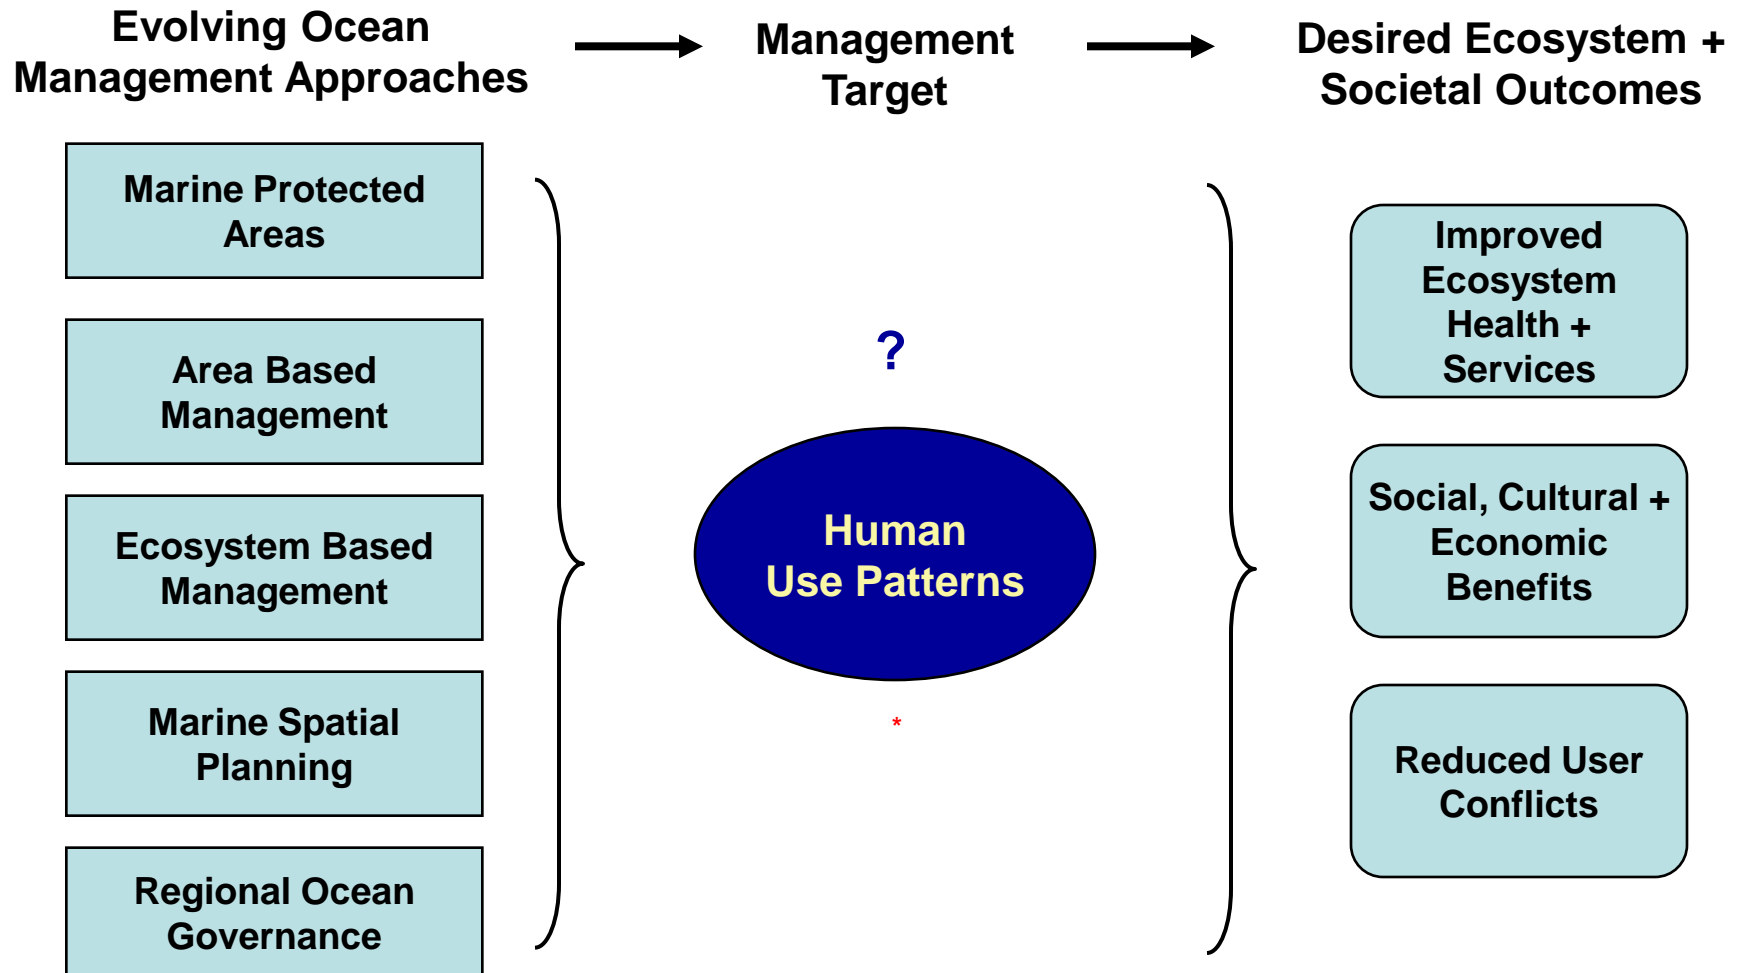 Evolving Ocean
Management Approaches
Management
Target
Desired Ecosystem +
Societal Outcomes
Marine Protected
Areas
Area Based
Management
Ecosystem Based
Management
Marine Spatial
Planning
Regional Ocean
Governance
?
Human
Use Patterns
*
Improved
Ecosystem
Health +
Services
Social, Cultural +
Economic
Benefits
Reduced User
Conflicts